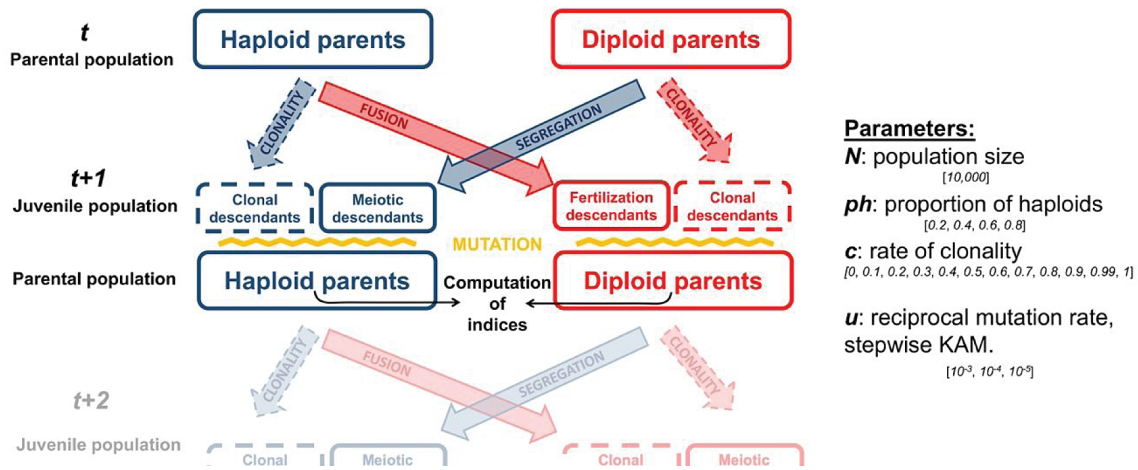 t
Parental population
Haploid parents
Diploid parents
CLONALITY
FUSION
SEGREGATION
CLONALITY
t+1
Juvenile population
Clonal
descendants
Meiotic
descendants
Fertilization
descendants
Clonal
descendants
MUTATION
Parental population
Haploid parents
Computation
of
indices
Diploid parents
CLONALITY
FUSION
SEGREGATION
CLONALITY
t+2
Juvenile population
Clonal
Meiotic
Clonal
Meiotic
Parameters:
N: population size
[10,000]
ph: proportion of haploids
[0.2, 0.4, 0.6, 0.8]
c: rate of clonality
[0, 0.1, 0.2, 0.3, 0.4, 0.5, 0.6, 0.7, 0.8, 0.9, 0.99, 1]
u: reciprocal mutation rate,
stepwise KAM.
[10⁻³, 10⁻⁴, 10⁻⁵]